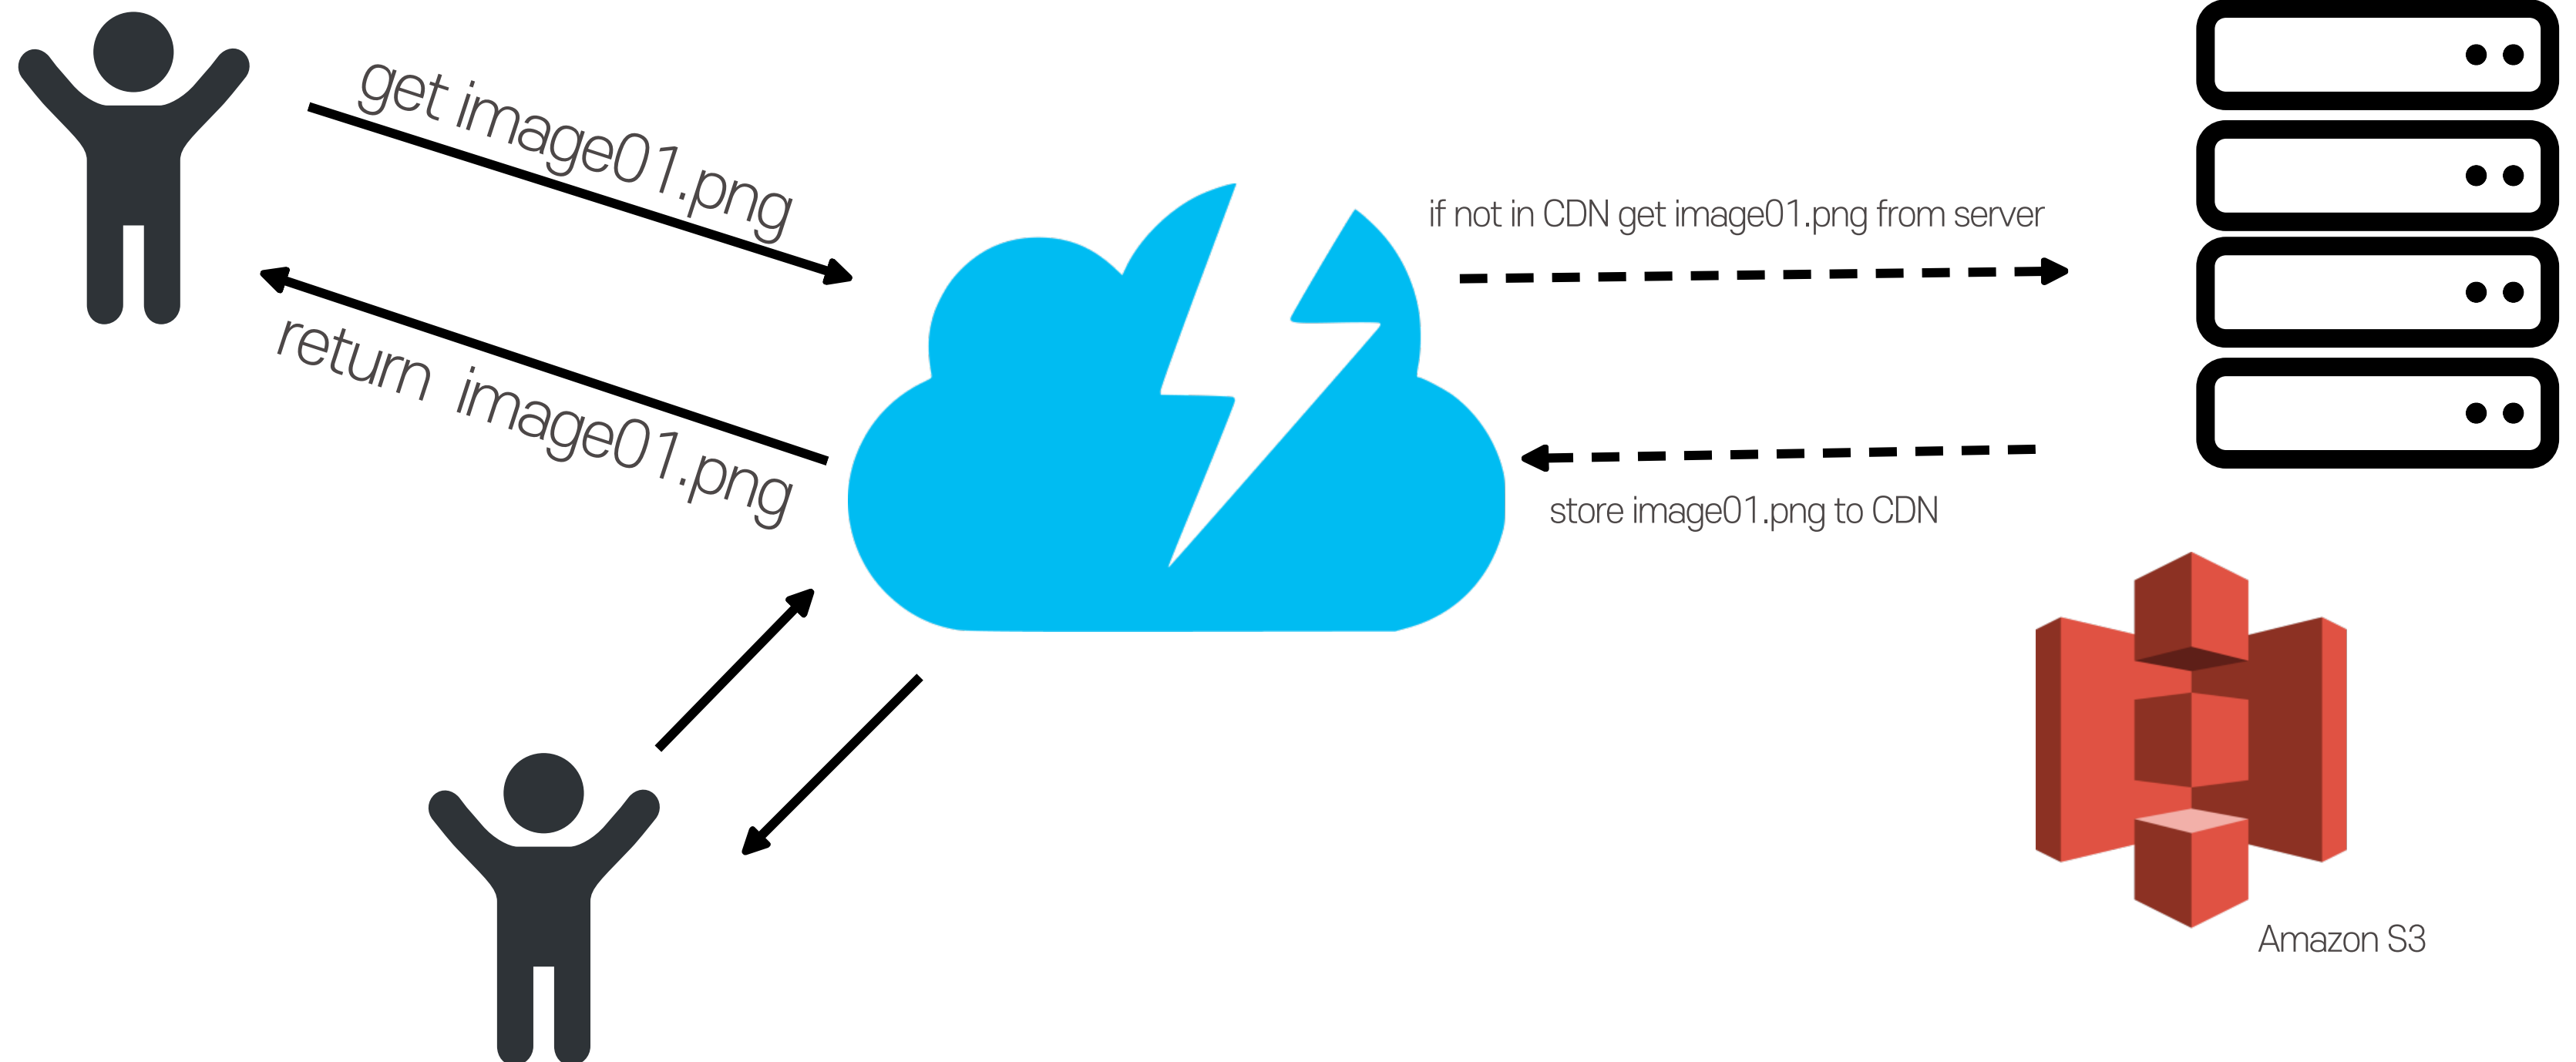 get image01.png
return image01.png
if not in CDN get image01.png from server
store image01.png to CDN
Amazon S3